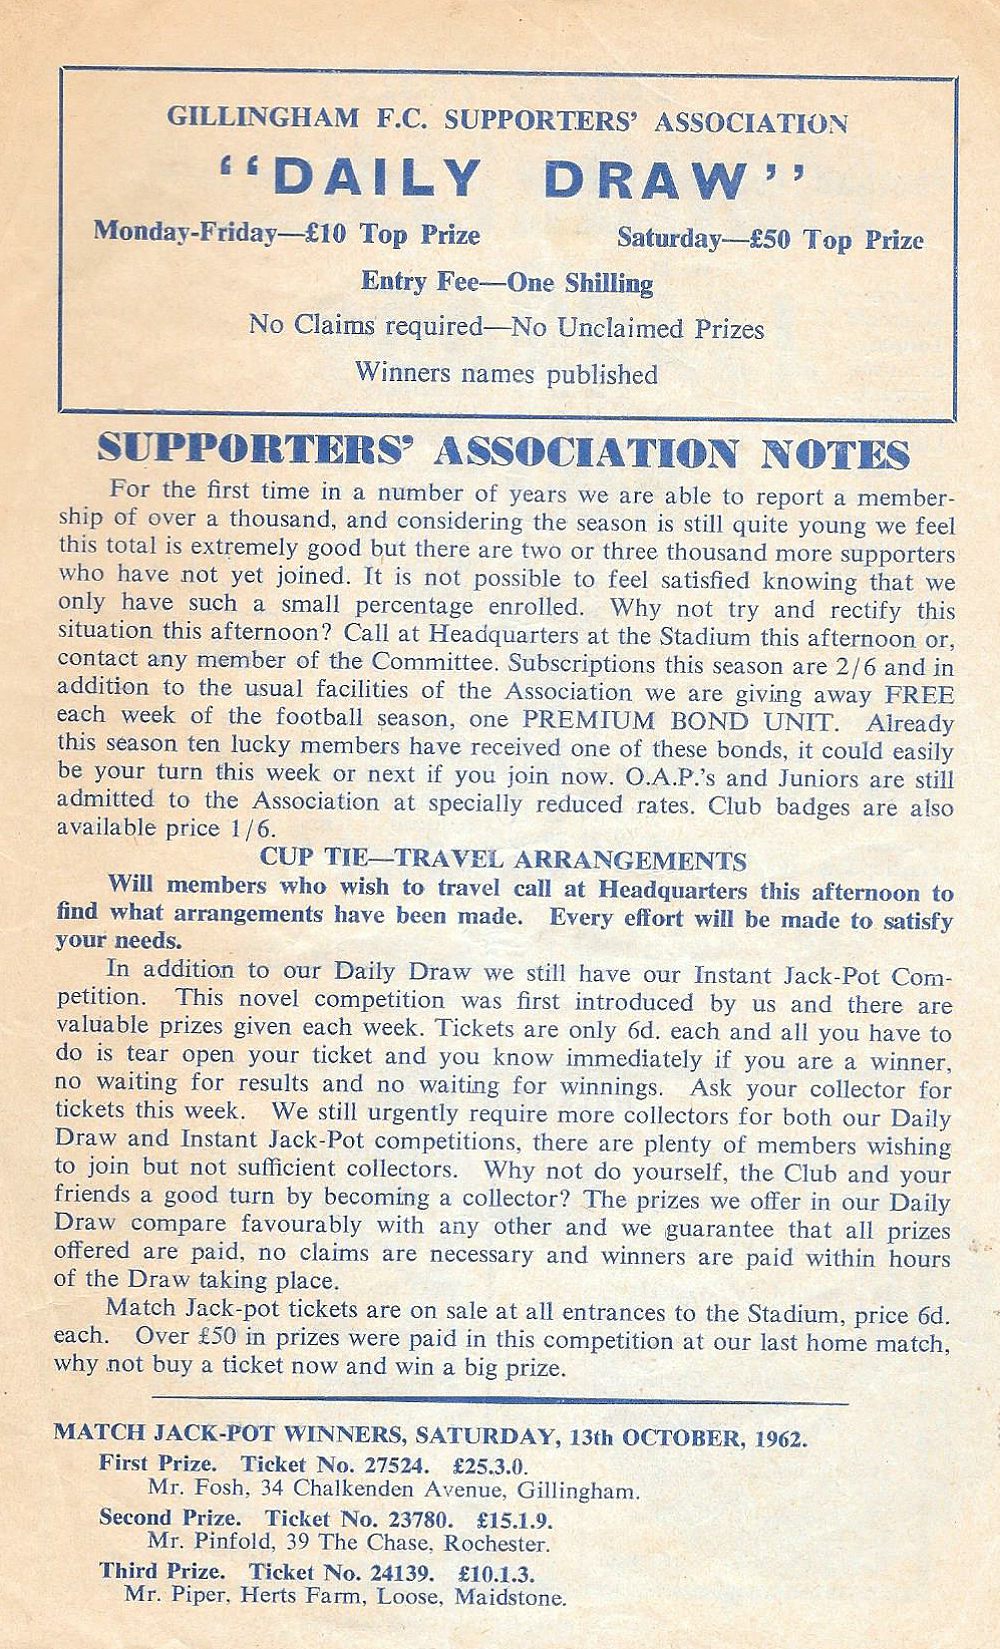 GILLINGHAM F.C. SUPPORTERS' ASSOCIATION
"DAILY DRAW"
Monday-Friday—£10 Top Prize Saturday—£50 Top Prize
Entry Fee—One Shilling
No Claims required—No Unclaimed Prizes
Winners names published
SUPPORTERS' ASSOCIATION NOTES
For the first time in a number of years we are able to report a member-
ship of over a thousand, and considering the season is still quite young we feel
this total is extremely good but there are two or three thousand more supporters
who have not yet joined. It is not possible to feel satisfied knowing that we
only have such a small percentage enrolled. Why not try and rectify this
situation this afternoon? Call at Headquarters at the Stadium this afternoon or,
contact any member of the Committee. Subscriptions this season are 2/6 and in
addition to the usual facilities of the Association we are giving away FREE
each week of the football season, one PREMIUM BOND UNIT. Already
this season ten lucky members have received one of these bonds, it could easily
be your turn this week or next if you join now. O.A.P.'s and Juniors are still
admitted to the Association at specially reduced rates. Club badges are also
available price 1/6.
CUP TIE—TRAVEL ARRANGEMENTS
Will members who wish to travel call at Headquarters this afternoon to
find what arrangements have been made. Every effort will be made to satisfy
your needs.
In addition to our Daily Draw we still have our Instant Jack-Pot Com-
petition. This novel competition was first introduced by us and there are
valuable prizes given each week. Tickets are only 6d. each and all you have to
do is tear open your ticket and you know immediately if you are a winner,
no waiting for results and no waiting for winnings. Ask your collector for
tickets this week. We still urgently require more collectors for both our Daily
Draw and Instant Jack-Pot competitions, there are plenty of members wishing
to join but not sufficient collectors. Why not do yourself, the Club and your
friends a good turn by becoming a collector? The prizes we offer in our Daily
Draw compare favourably with any other and we guarantee that all prizes
offered are paid, no claims are necessary and winners are paid within hours
of the Draw taking place.
Match Jack-pot tickets are on sale at all entrances to the Stadium, price 6d.
each. Over £50 in prizes were paid in this competition at our last home match,
why not buy a ticket now and win a big prize.
MATCH JACK-POT WINNERS, SATURDAY, 13th OCTOBER, 1962.
First Prize. Ticket No. 27524. £25.3.0.
Mr. Fosh, 34 Chalkenden Avenue, Gillingham.
Second Prize. Ticket No. 23780. £15.1.9.
Mr. Pinfold, 39 The Chase, Rochester.
Third Prize. Ticket No. 24139. £10.1.3.
Mr. Piper, Herts Farm, Loose, Maidstone.